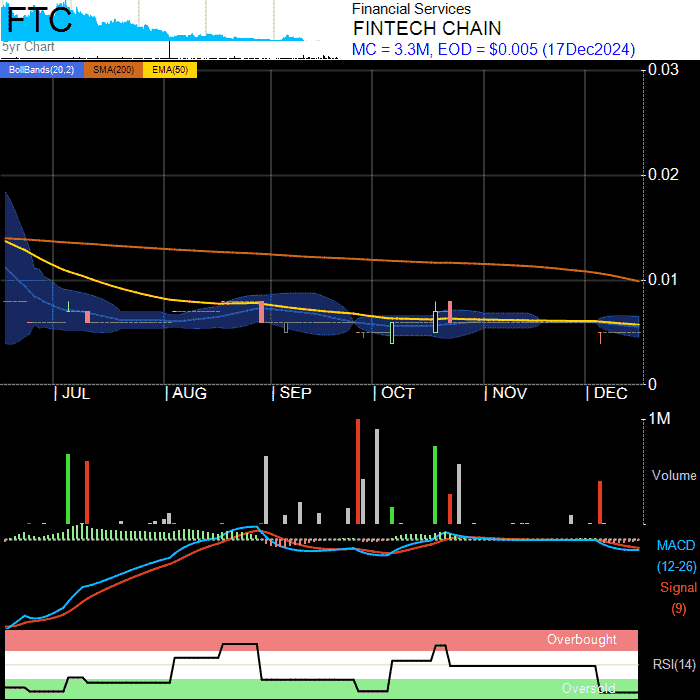 FTC
5yr Chart
Financial Services
FINTECH CHAIN
MC = 3.3M, EOD = $0.005 (17Dec2024)
BollBands(20,2) SMA(200) EMA(50)
0.03
0.02
0.01
0
| JUL | AUG | SEP | OCT | NOV | DEC
1M
Volume
MACD
(12-26)
Signal
(9)
Overbought
RSI(14)
Oversold